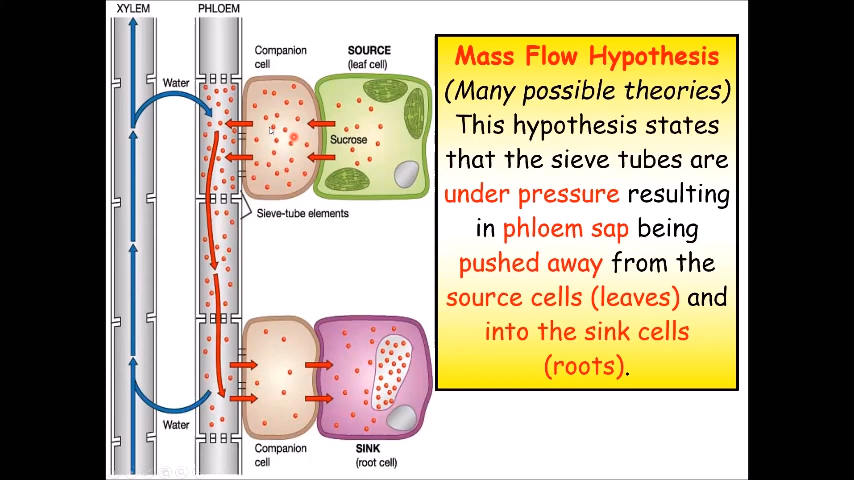 XYLEM
PHLOEM
Companion
cell
SOURCE
(leaf cell)
Water
Sucrose
Sieve-tube elements
Water
Companion
cell
SINK
(root cell)
Mass Flow Hypothesis
(Many possible theories)
This hypothesis states
that the sieve tubes are
under pressure resulting
in phloem sap being
pushed away from the
source cells (leaves) and
into the sink cells
(roots).